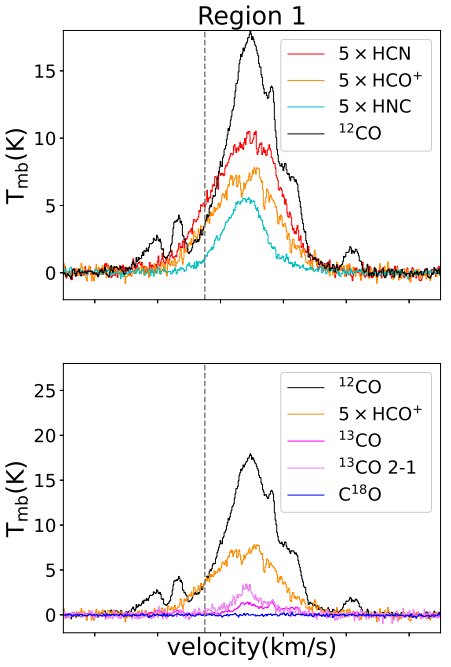 Region 1
T_mb(K)
15
10
5
0
5 × HCN
5 × HCO⁺
5 × HNC
¹²CO
T_mb(K)
25
20
15
10
5
0
¹²CO
5 × HCO⁺
¹³CO
¹³CO 2-1
C¹⁸O
velocity(km/s)